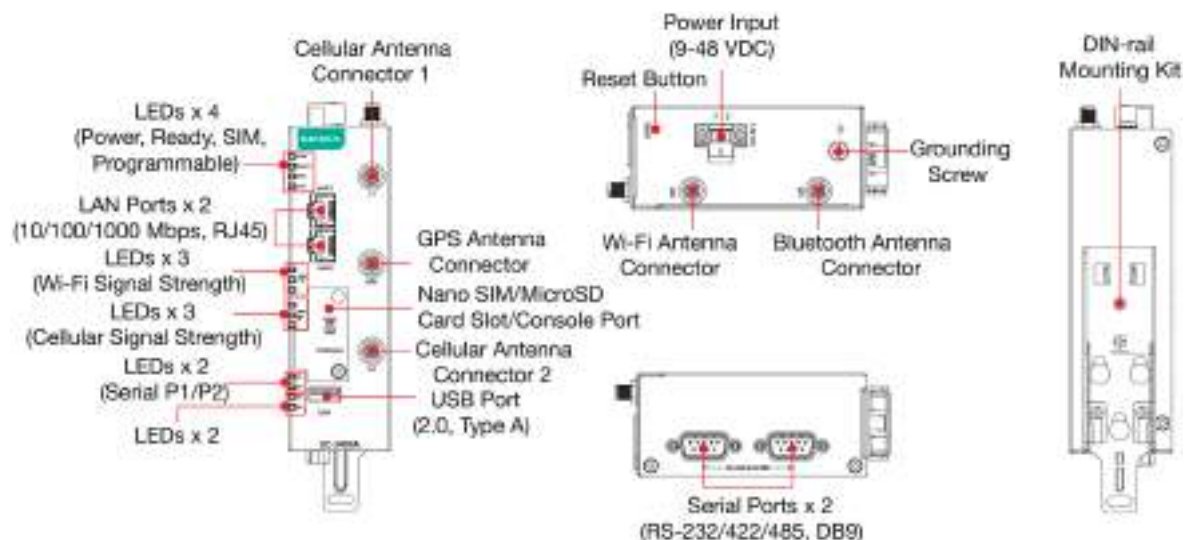 Cellular Antenna
Connector 1
LEDs x 4
(Power, Ready, SIM,
Programmable)
LAN Ports x 2
(10/100/1000 Mbps, RJ45)
LEDs x 3
(Wi-Fi Signal Strength)
LEDs x 3
(Cellular Signal Strength)
LEDs x 2
(Serial P1/P2)
LEDs x 2
GPS Antenna
Connector
Nano SIM/MicroSD
Card Slot/Console Port
Cellular Antenna
Connector 2
USB Port
(2.0, Type A)
Power Input
(9-48 VDC)
Reset Button
Grounding
Screw
Wi-Fi Antenna
Connector
Bluetooth Antenna
Connector
Serial Ports x 2
(RS-232/422/485, DB9)
DIN-rail
Mounting Kit